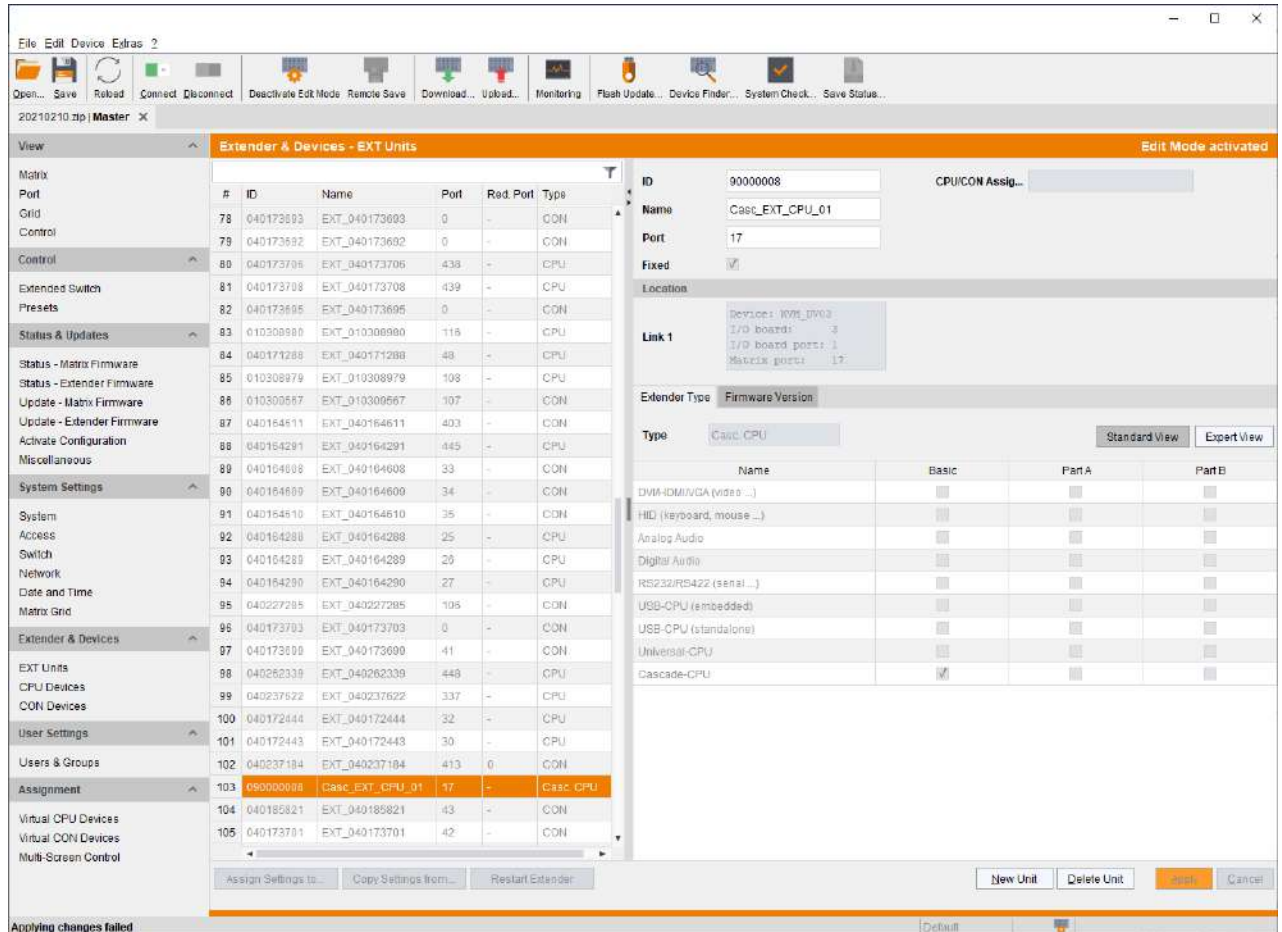 File Edit Device Extras ?
Open... Save Reload Connect Disconnect Deactivate Edit Mode Remote Save Download... Upload... Monitoring Flash Update... Device Finder... System Check... Save Status...
20210210.zip | Master
View
Matrix
Port
Grid
Control
Control
Extended Switch
Presets
Status & Updates
Status - Matrix Firmware
Status - Extender Firmware
Update - Matrix Firmware
Update - Extender Firmware
Activate Configuration
Miscellaneous
System Settings
System
Access
Switch
Network
Date and Time
Matrix Grid
Extender & Devices
EXT Units
CPU Devices
CON Devices
User Settings
Users & Groups
Assignment
Virtual CPU Devices
Virtual CON Devices
Multi-Screen Control
Extender & Devices - EXT Units Edit Mode activated
# ID Name Port Red. Port Type
78 040173693 EXT_040173693 0 - CON
79 040173692 EXT_040173692 0 - CON
80 040173706 EXT_040173706 438 - CPU
81 040173708 EXT_040173708 439 - CPU
82 040173695 EXT_040173695 0 - CON
83 010308980 EXT_010308980 116 - CPU
84 040171288 EXT_040171288 48 - CPU
85 010308979 EXT_010308979 108 - CPU
86 010309567 EXT_010309567 107 - CON
87 040164611 EXT_040164611 403 - CON
88 040164291 EXT_040164291 445 - CPU
89 040164608 EXT_040164608 33 - CON
90 040164609 EXT_040164609 34 - CON
91 040164610 EXT_040164610 35 - CON
92 040164288 EXT_040164288 25 - CPU
93 040164289 EXT_040164289 26 - CPU
94 040164290 EXT_040164290 27 - CPU
95 040227285 EXT_040227285 105 - CON
96 040173703 EXT_040173703 0 - CON
97 040173699 EXT_040173699 41 - CON
98 040262339 EXT_040262339 448 - CPU
99 040237622 EXT_040237622 337 - CPU
100 040172444 EXT_040172444 32 - CPU
101 040172443 EXT_040172443 30 - CPU
102 040237184 EXT_040237184 413 0 CON
103 090000008 Casc_EXT_CPU_01 17 - Casc. CPU
104 040185821 EXT_040185821 43 - CON
105 040173701 EXT_040173701 42 - CON
ID 90000008 CPU/CON Assig...
Name Casc_EXT_CPU_01
Port 17
Fixed
Location
Link 1
Device: KVM_DV02
I/O board: 3
I/O board port: 1
Matrix port: 17
Extender Type Firmware Version
Type Casc. CPU Standard View Expert View
Name Basic Part A Part B
DVI/HDMI/VGA (video ...)
HID (keyboard, mouse ...)
Analog Audio
Digital Audio
RS232/RS422 (serial ...)
USB-CPU (embedded)
USB-CPU (standalone)
Universal-CPU
Cascade-CPU
Assign Settings to... Copy Settings from... Restart Extender New Unit Delete Unit Apply Cancel
Applying changes failed Default